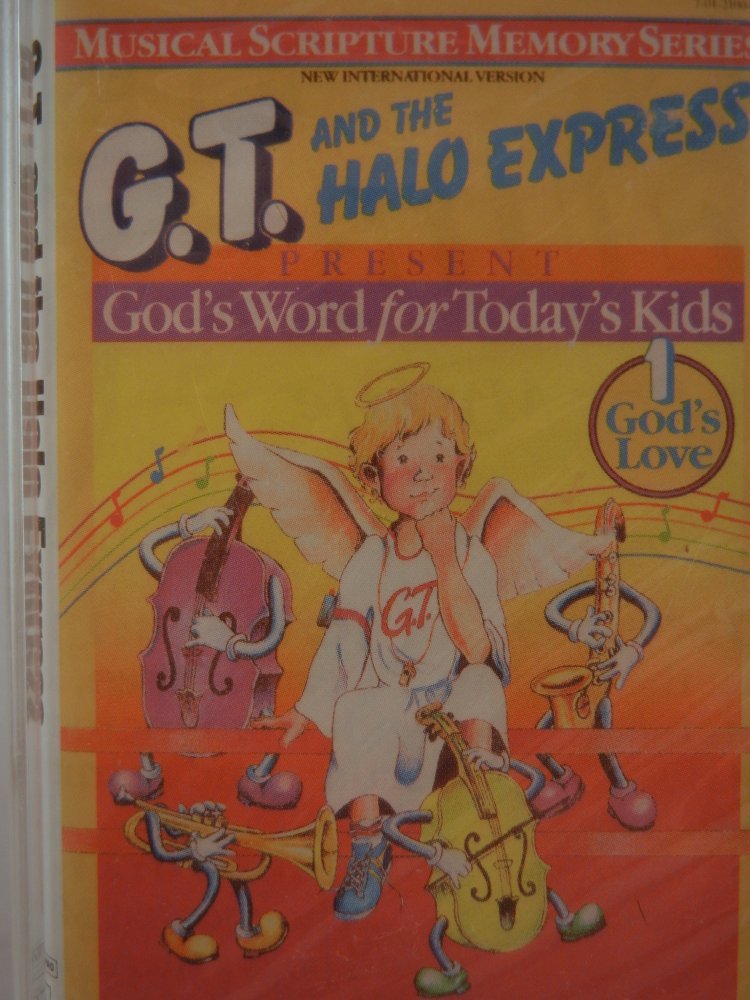 MUSICAL SCRIPTURE MEMORY SERIES
NEW INTERNATIONAL VERSION
G.T. AND THE
HALO EXPRESS
PRESENT
God's Word for Today's Kids
1
God's
Love
G.T.
G.T. and the Halo Express